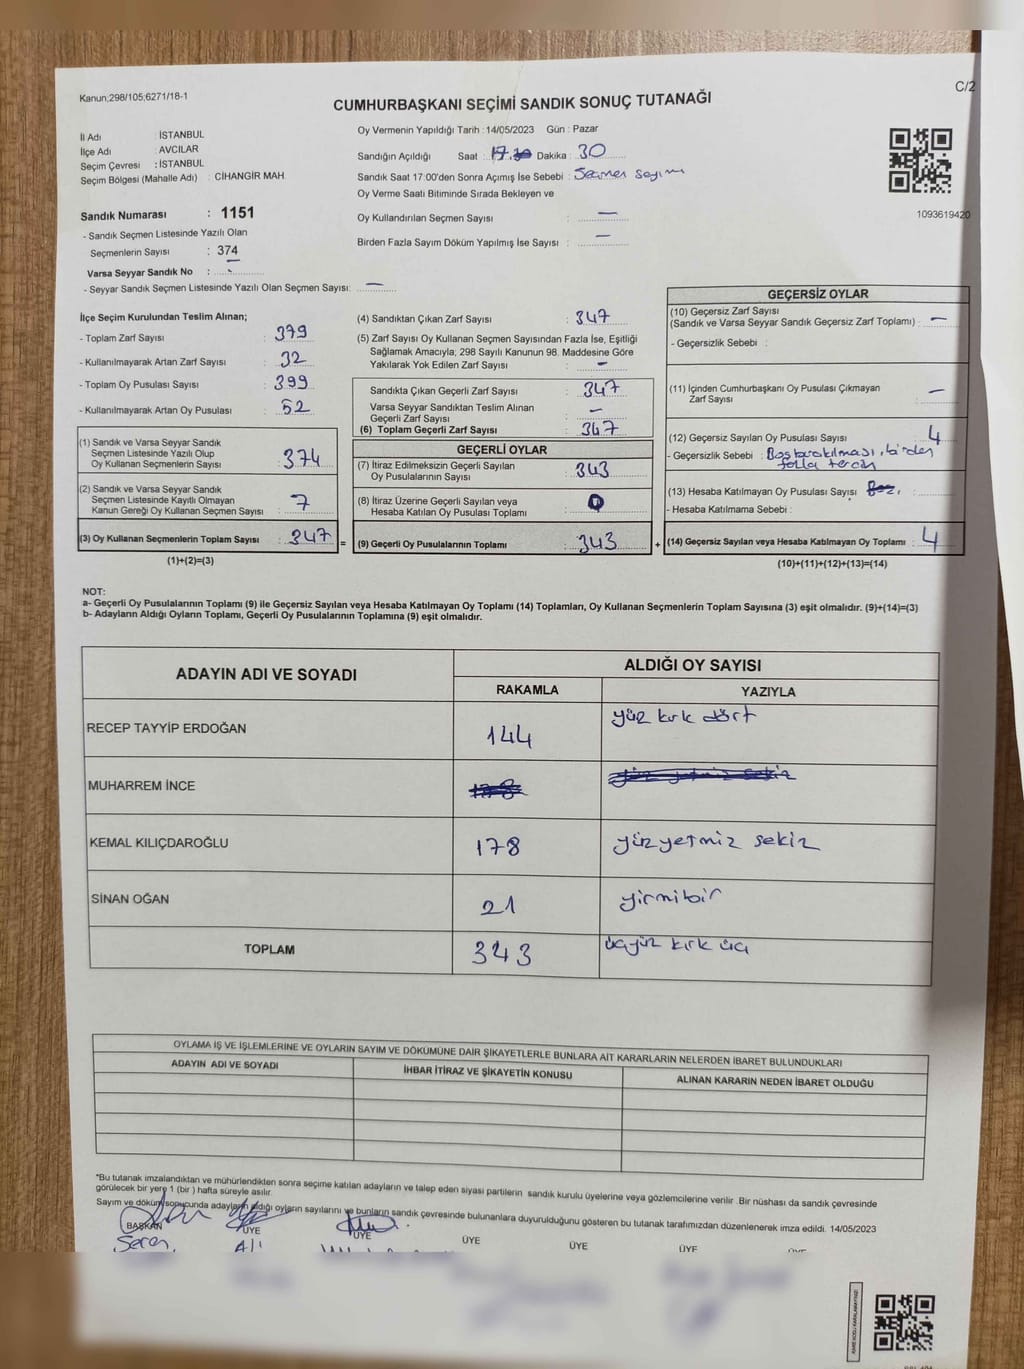 Kanun;298/105;6271/18-1
C/2
CUMHURBAŞKANI SEÇİMİ SANDIK SONUÇ TUTANAĞI
İl Adı : İSTANBUL
İlçe Adı : AVCILAR
Seçim Çevresi : İSTANBUL
Seçim Bölgesi (Mahalle Adı) : CİHANGİR MAH
Sandık Numarası : 1151
- Sandık Seçmen Listesinde Yazılı Olan
Seçmenlerin Sayısı : 374
Varsa Seyyar Sandık No :
- Seyyar Sandık Seçmen Listesinde Yazılı Olan Seçmen Sayısı: —
Oy Vermenin Yapıldığı Tarih : 14/05/2023 Gün : Pazar
Sandığın Açıldığı Saat : 17. Dakika : 30
Sandık Saat 17:00'den Sonra Açımış İse Sebebi : Seçmen sayımı
Oy Verme Saati Bitiminde Sırada Bekleyen ve
Oy Kullandırılan Seçmen Sayısı : —
Birden Fazla Sayım Döküm Yapılmış İse Sayısı : —
1093619420
İlçe Seçim Kurulundan Teslim Alınan;
- Toplam Zarf Sayısı : 379
- Kullanılmayarak Artan Zarf Sayısı : 32
- Toplam Oy Pusulası Sayısı : 399
- Kullanılmayarak Artan Oy Pusulası : 52
(1) Sandık ve Varsa Seyyar Sandık
Seçmen Listesinde Yazılı Olup
Oy Kullanan Seçmenlerin Sayısı : 374
(2) Sandık ve Varsa Seyyar Sandık
Seçmen Listesinde Kayıtlı Olmayan
Kanun Gereği Oy Kullanan Seçmen Sayısı : 7
(3) Oy Kullanan Seçmenlerin Toplam Sayısı : 347 =
(1)+(2)=(3)
(4) Sandıktan Çıkan Zarf Sayısı : 347
(5) Zarf Sayısı Oy Kullanan Seçmen Sayısından Fazla İse, Eşitliği
Sağlamak Amacıyla; 298 Sayılı Kanunun 98. Maddesine Göre
Yakılarak Yok Edilen Zarf Sayısı : —
Sandıkta Çıkan Geçerli Zarf Sayısı : 347
Varsa Seyyar Sandıktan Teslim Alınan
Geçerli Zarf Sayısı : —
(6) Toplam Geçerli Zarf Sayısı : 347
GEÇERLİ OYLAR
(7) İtiraz Edilmeksizin Geçerli Sayılan
Oy Pusulalarının Sayısı : 343
(8) İtiraz Üzerine Geçerli Sayılan veya
Hesaba Katılan Oy Pusulası Toplamı : 0
(9) Geçerli Oy Pusulalarının Toplamı : 343 +
GEÇERSİZ OYLAR
(10) Geçersiz Zarf Sayısı
(Sandık ve Varsa Seyyar Sandık Geçersiz Zarf Toplamı) : —
- Geçersizlik Sebebi :
(11) İçinden Cumhurbaşkanı Oy Pusulası Çıkmayan
Zarf Sayısı : —
(12) Geçersiz Sayılan Oy Pusulası Sayısı : 4
- Geçersizlik Sebebi : Boş bırakılması, birden
fazla tercih
(13) Hesaba Katılmayan Oy Pusulası Sayısı :
- Hesaba Katılmama Sebebi :
(14) Geçersiz Sayılan veya Hesaba Katılmayan Oy Toplamı : 4
(10)+(11)+(12)+(13)=(14)
NOT:
a- Geçerli Oy Pusulalarının Toplamı (9) ile Geçersiz Sayılan veya Hesaba Katılmayan Oy Toplamı (14) Toplamları, Oy Kullanan Seçmenlerin Toplam Sayısına (3) eşit olmalıdır. (9)+(14)=(3)
b- Adayların Aldığı Oyların Toplamı, Geçerli Oy Pusulalarının Toplamına (9) eşit olmalıdır.
ADAYIN ADI VE SOYADI
ALDIĞI OY SAYISI
RAKAMLA YAZIYLA
RECEP TAYYİP ERDOĞAN 144 yüz kırk dört
MUHARREM İNCE 178 yüz yetmiz sekiz
KEMAL KILIÇDAROĞLU 178 yüzyetmiz sekiz
SİNAN OĞAN 21 yirmibir
TOPLAM 343 üçyüz kırk üç
OYLAMA İŞ VE İŞLEMLERİNE VE OYLARIN SAYIM VE DÖKÜMÜNE DAİR ŞİKAYETLERLE BUNLARA AİT KARARLARIN NELERDEN İBARET BULUNDUKLARI
ADAYIN ADI VE SOYADI İHBAR İTİRAZ VE ŞİKAYETİN KONUSU ALINAN KARARIN NEDEN İBARET OLDUĞU
*Bu tutanak imzalandıktan ve mühürlendikten sonra seçime katılan adayların ve talep eden siyasi partilerin sandık kurulu üyelerine veya gözlemcilerine verilir .Bir nüshası da sandık çevresinde
görülecek bir yere 1 (bir ) hafta süreyle asılır.
Sayım ve döküm sonucunda adayların aldığı oyların sayılarını ve bunların sandık çevresinde bulunanlara duyurulduğunu gösteren bu tutanak tarafımızdan düzenlenerek imza edildi. 14/05/2023
BAŞKAN ÜYE ÜYE ÜYE ÜYE ÜYE
Ali